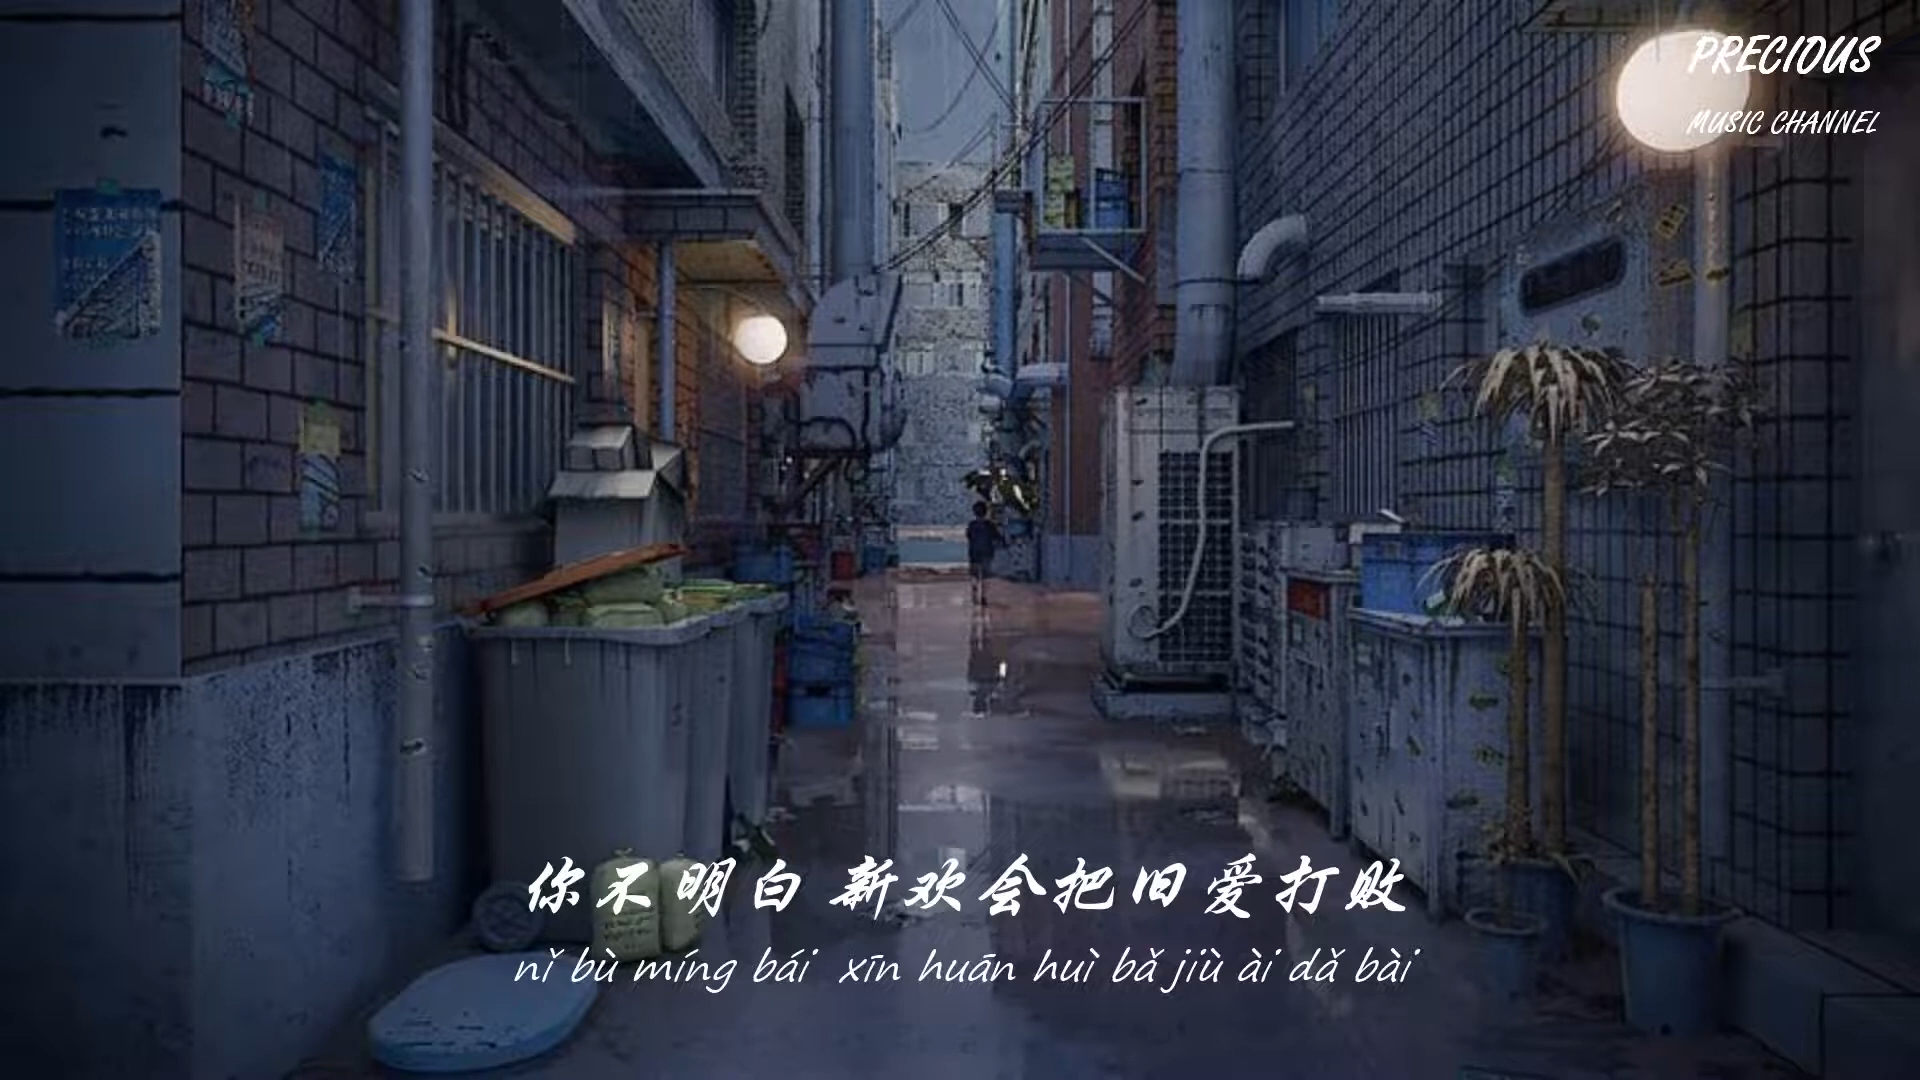 PRECIOUS
MUSIC CHANNEL
你不明白 新欢会把旧爱打败
nǐ bù míng bái xīn huān huì bǎ jiù ài dǎ bài